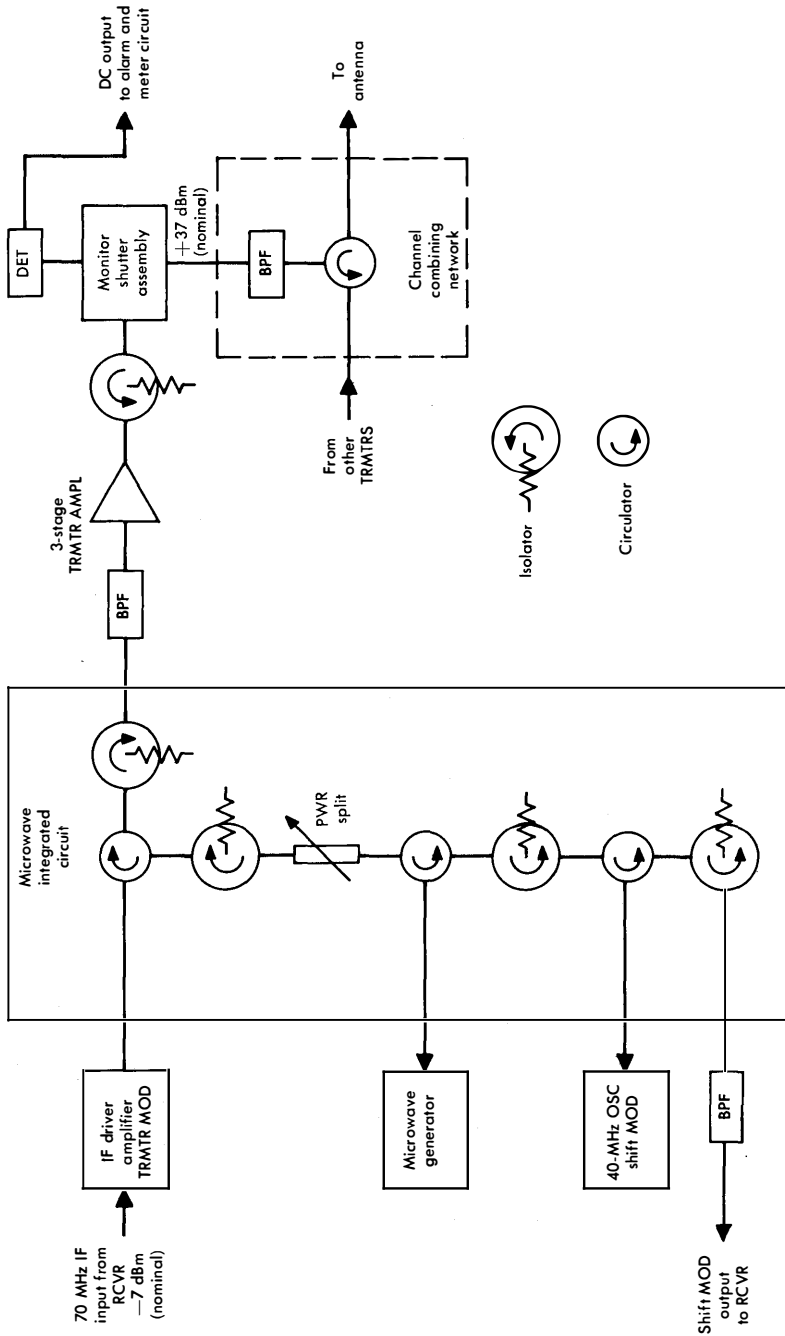 70 MHz IF
input from
RCVR
—7 dBm
(nominal)
IF driver
amplifier
TRMTR MOD
Microwave
integrated
circuit
BPF
3-stage
TRMTR AMPL
DET
DC output
to alarm and
meter circuit
Monitor
shutter
assembly
+37 dBm
(nominal)
BPF
To
antenna
Channel
combining
network
From
other
TRMTRS
PWR
split
Microwave
generator
40-MHz OSC
shift MOD
BPF
Shift MOD
output
to RCVR
Isolator
Circulator